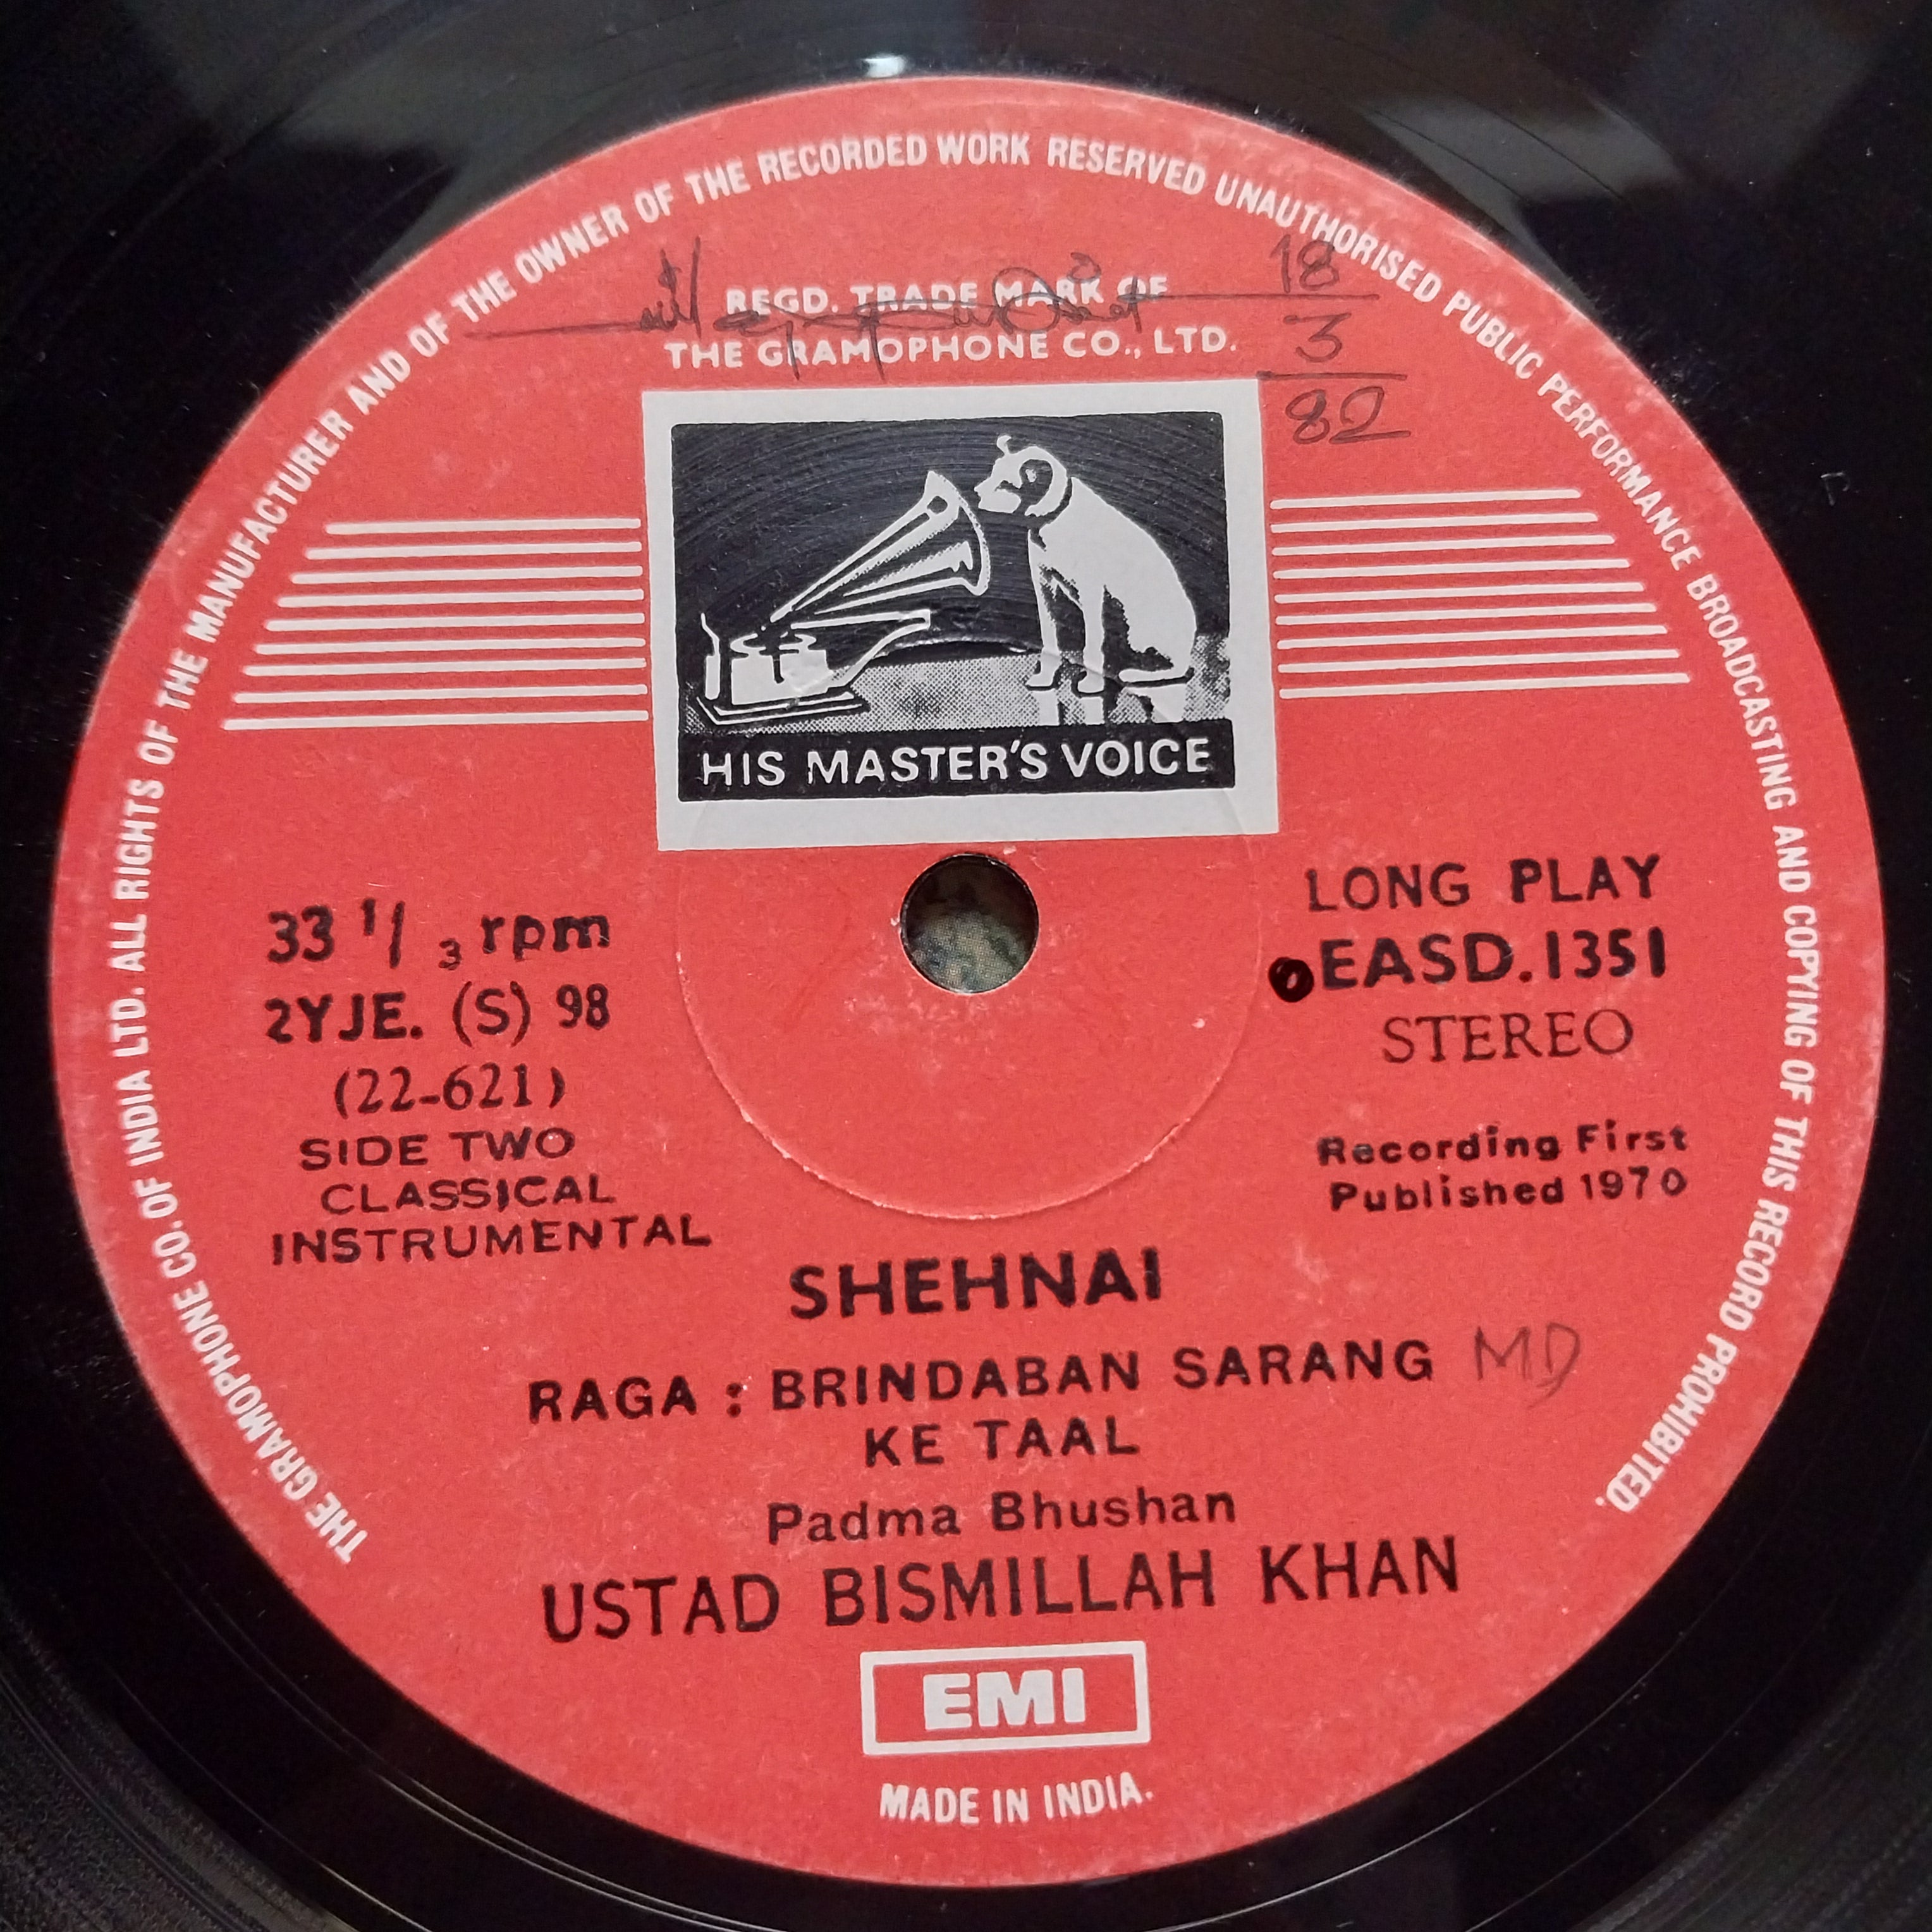 THE GRAMOPHONE CO. OF INDIA LTD. ALL RIGHTS OF THE MANUFACTURER AND OF THE OWNER OF THE RECORDED WORK RESERVED UNAUTHORISED PUBLIC PERFORMANCE BROADCASTING AND COPYING OF THIS RECORD PROHIBITED.
REGD. TRADE MARK OF
THE GRAMOPHONE CO., LTD.
18
3
82
HIS MASTER'S VOICE
33 1/3 rpm
2YJE. (S) 98
(22-621)
SIDE TWO
CLASSICAL
INSTRUMENTAL
LONG PLAY
EASD.1351
STEREO
Recording First
Published 1970
SHEHNAI
RAGA : BRINDABAN SARANG MD
KE TAAL
Padma Bhushan
USTAD BISMILLAH KHAN
EMI
MADE IN INDIA.